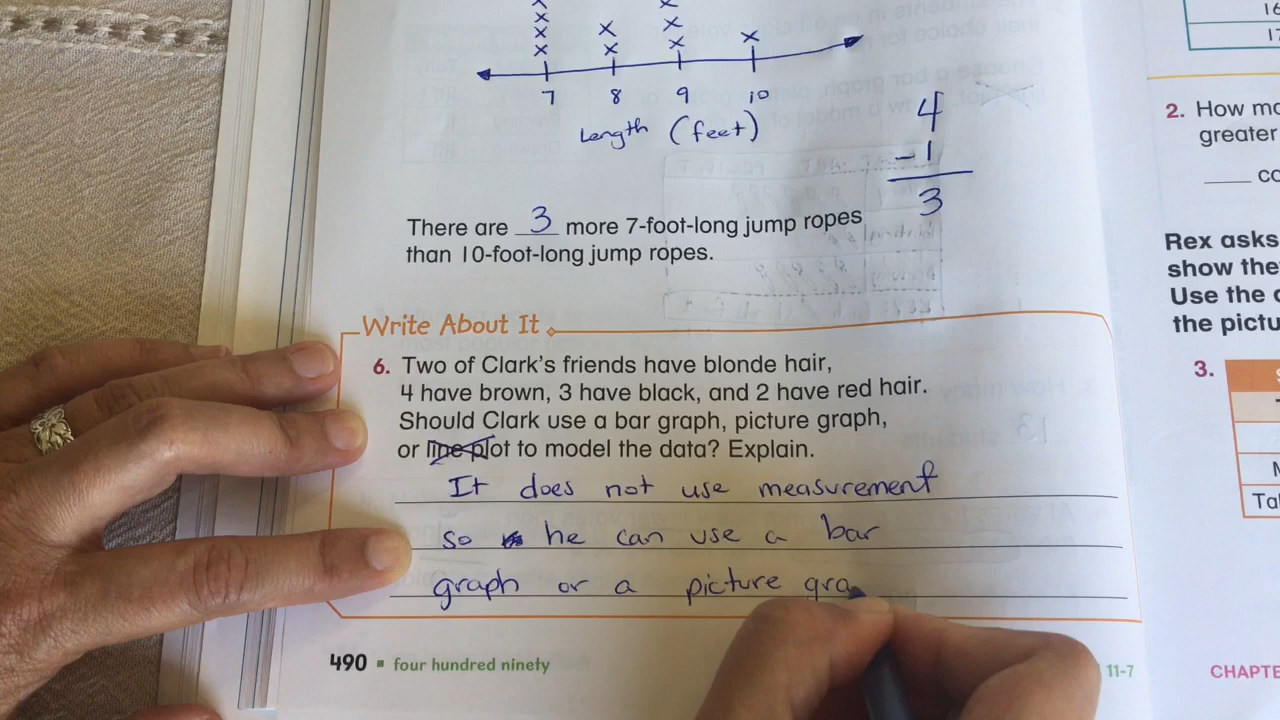 7 8 9 10
Length (feet)
4
-1
3
There are 3 more 7-foot-long jump ropes
than 10-foot-long jump ropes.
Write About It
6. Two of Clark's friends have blonde hair,
4 have brown, 3 have black, and 2 have red hair.
Should Clark use a bar graph, picture graph,
or line plot to model the data? Explain.
It does not use measurement
so he can use a bar
graph or a picture gra
490 ▪ four hundred ninety
11-7
16
17
2. How
greater
Rex asks
show
Use the
the
3.
CHAPTE